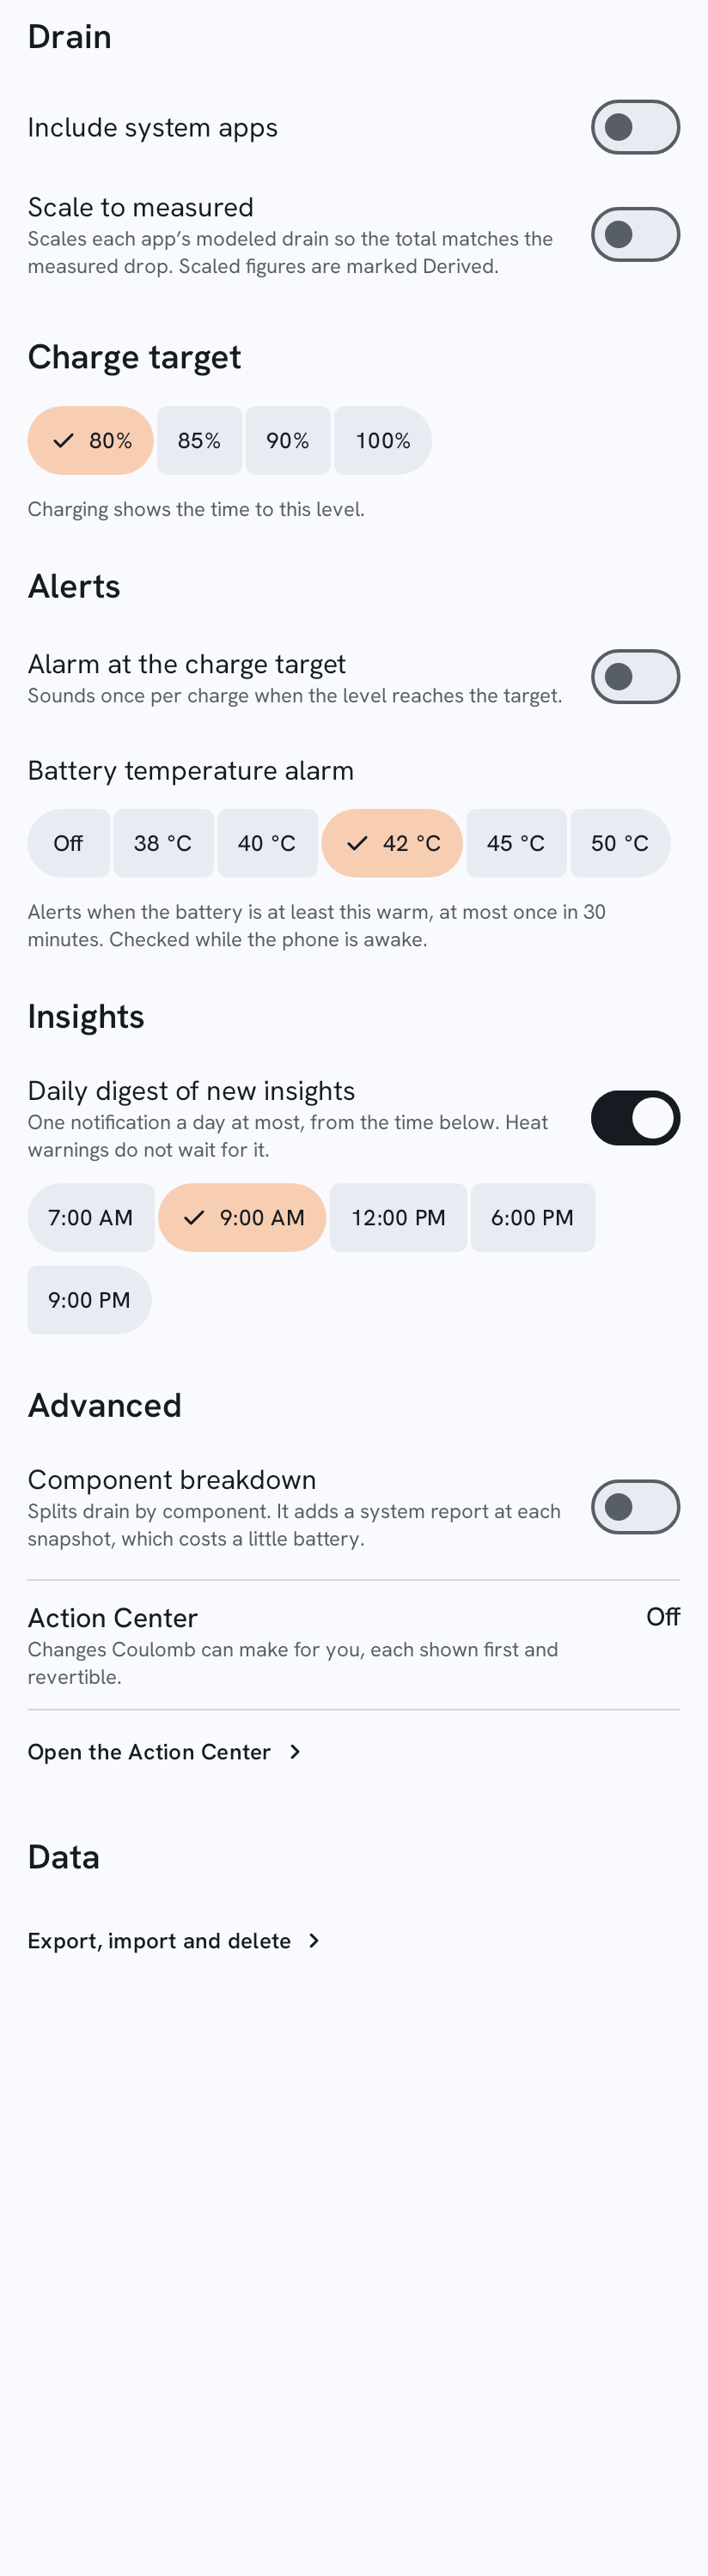 Drain
Include system apps
Scale to measured
Scales each app’s modeled drain so the total matches the
measured drop. Scaled figures are marked Derived.
Charge target
80% 85% 90% 100%
Charging shows the time to this level.
Alerts
Alarm at the charge target
Sounds once per charge when the level reaches the target.
Battery temperature alarm
Off 38 °C 40 °C 42 °C 45 °C 50 °C
Alerts when the battery is at least this warm, at most once in 30
minutes. Checked while the phone is awake.
Insights
Daily digest of new insights
One notification a day at most, from the time below. Heat
warnings do not wait for it.
7:00 AM 9:00 AM 12:00 PM 6:00 PM
9:00 PM
Advanced
Component breakdown
Splits drain by component. It adds a system report at each
snapshot, which costs a little battery.
Action Center Off
Changes Coulomb can make for you, each shown first and
revertible.
Open the Action Center
Data
Export, import and delete